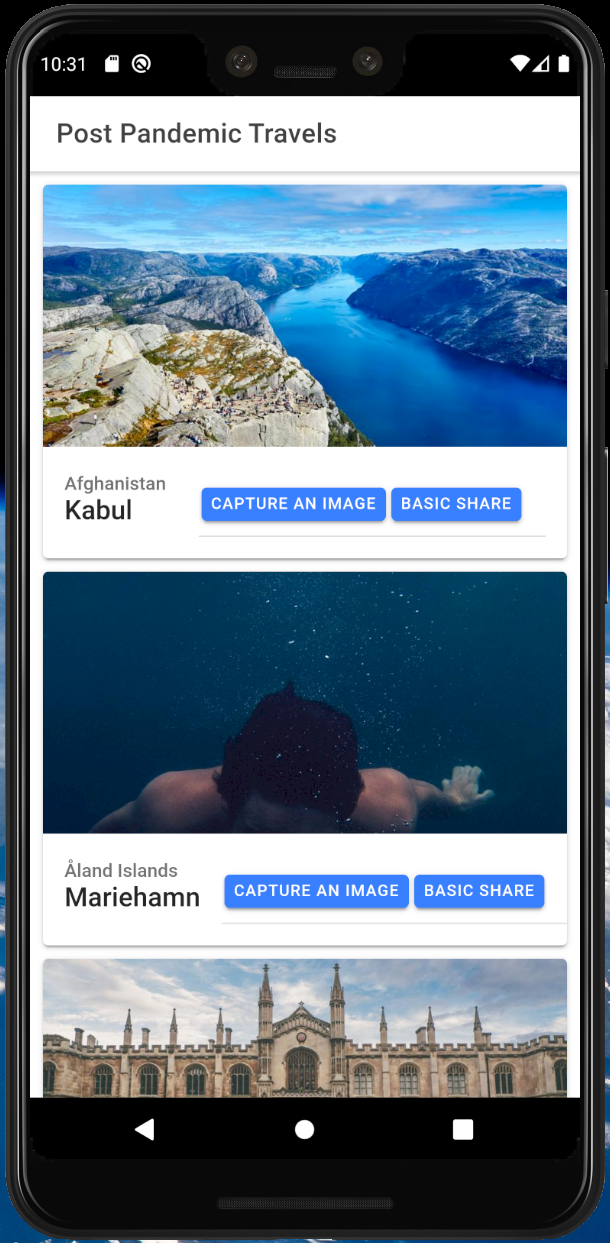 10:31
Post Pandemic Travels
Afghanistan
Kabul
CAPTURE AN IMAGE BASIC SHARE
Åland Islands
Mariehamn
CAPTURE AN IMAGE BASIC SHARE